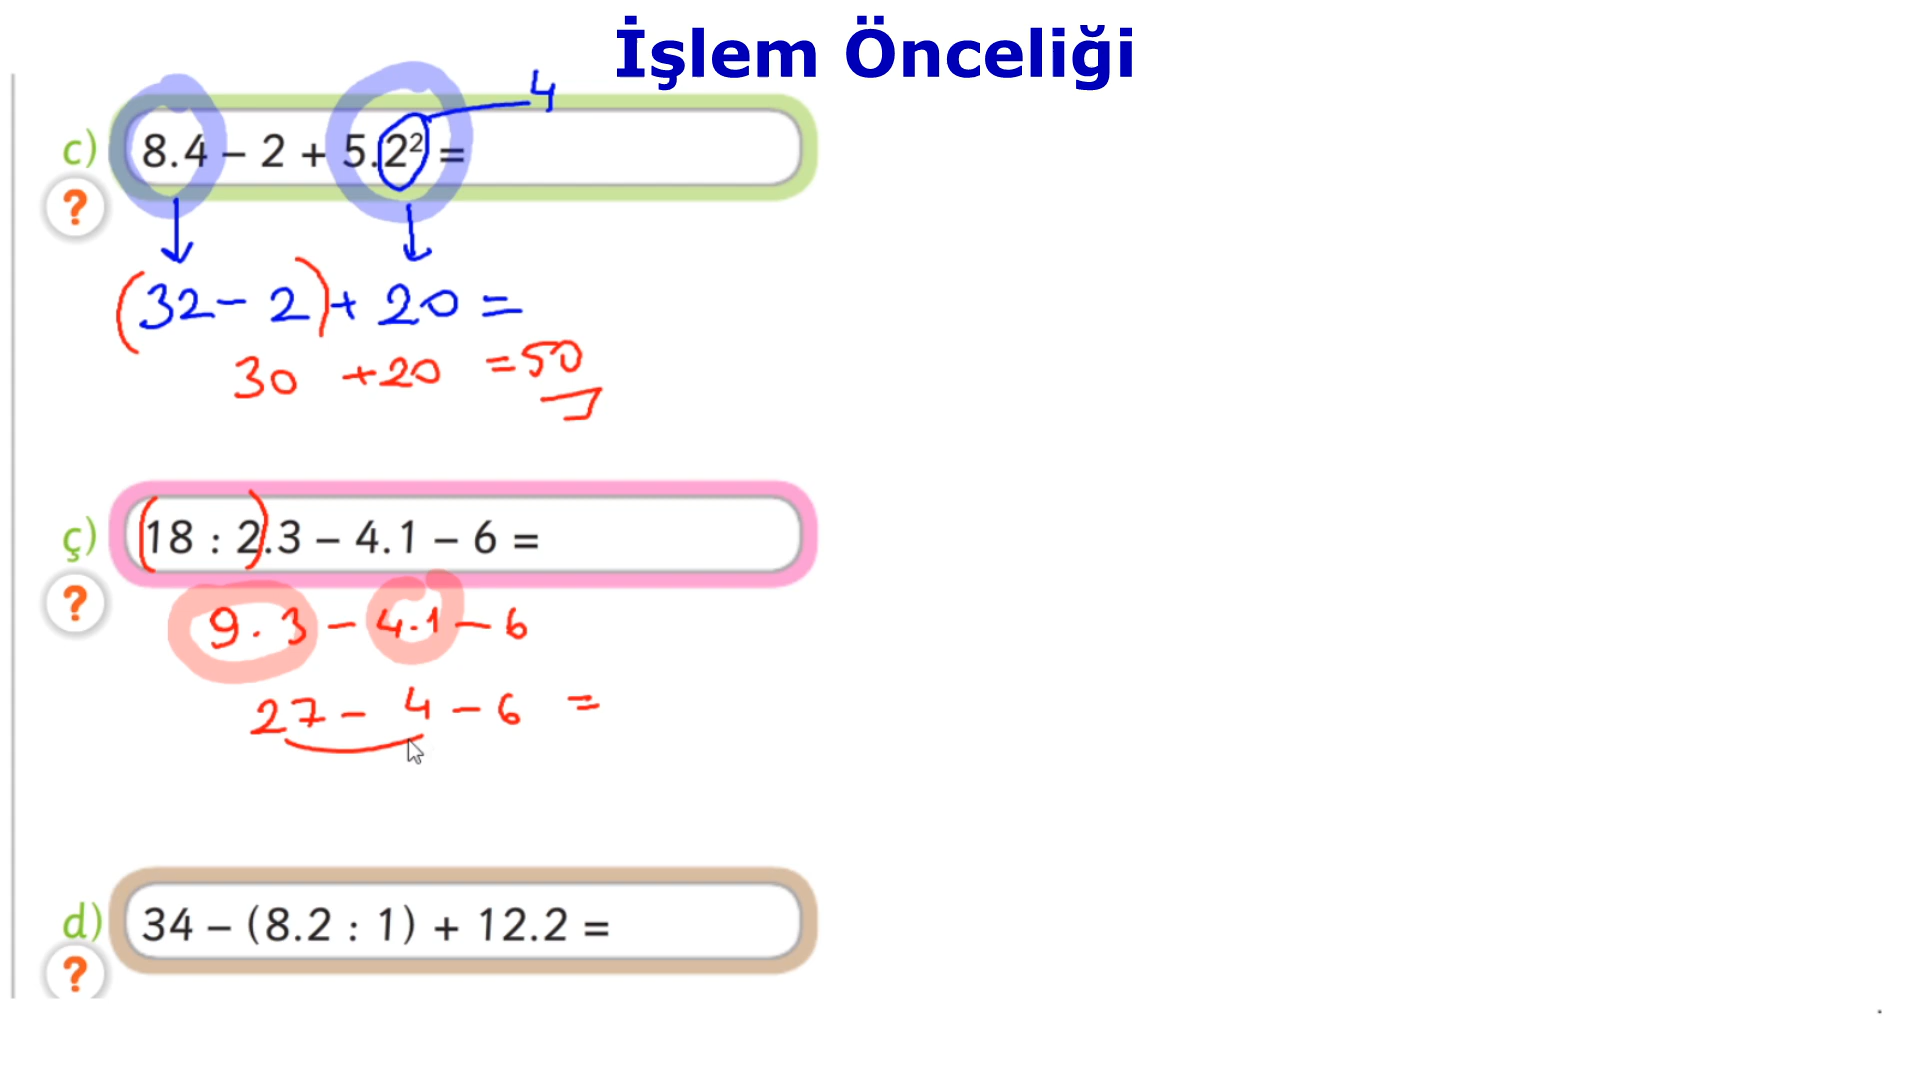 İşlem Önceliği
4
c) 8.4 – 2 + 5.2² =
?
(32 - 2) + 20 =
30 + 20 = 50
ç) (18 : 2).3 – 4.1 – 6 =
?
9 . 3 - 4.1 - 6
27 - 4 - 6 =
d) 34 – (8.2 : 1) + 12.2 =
?